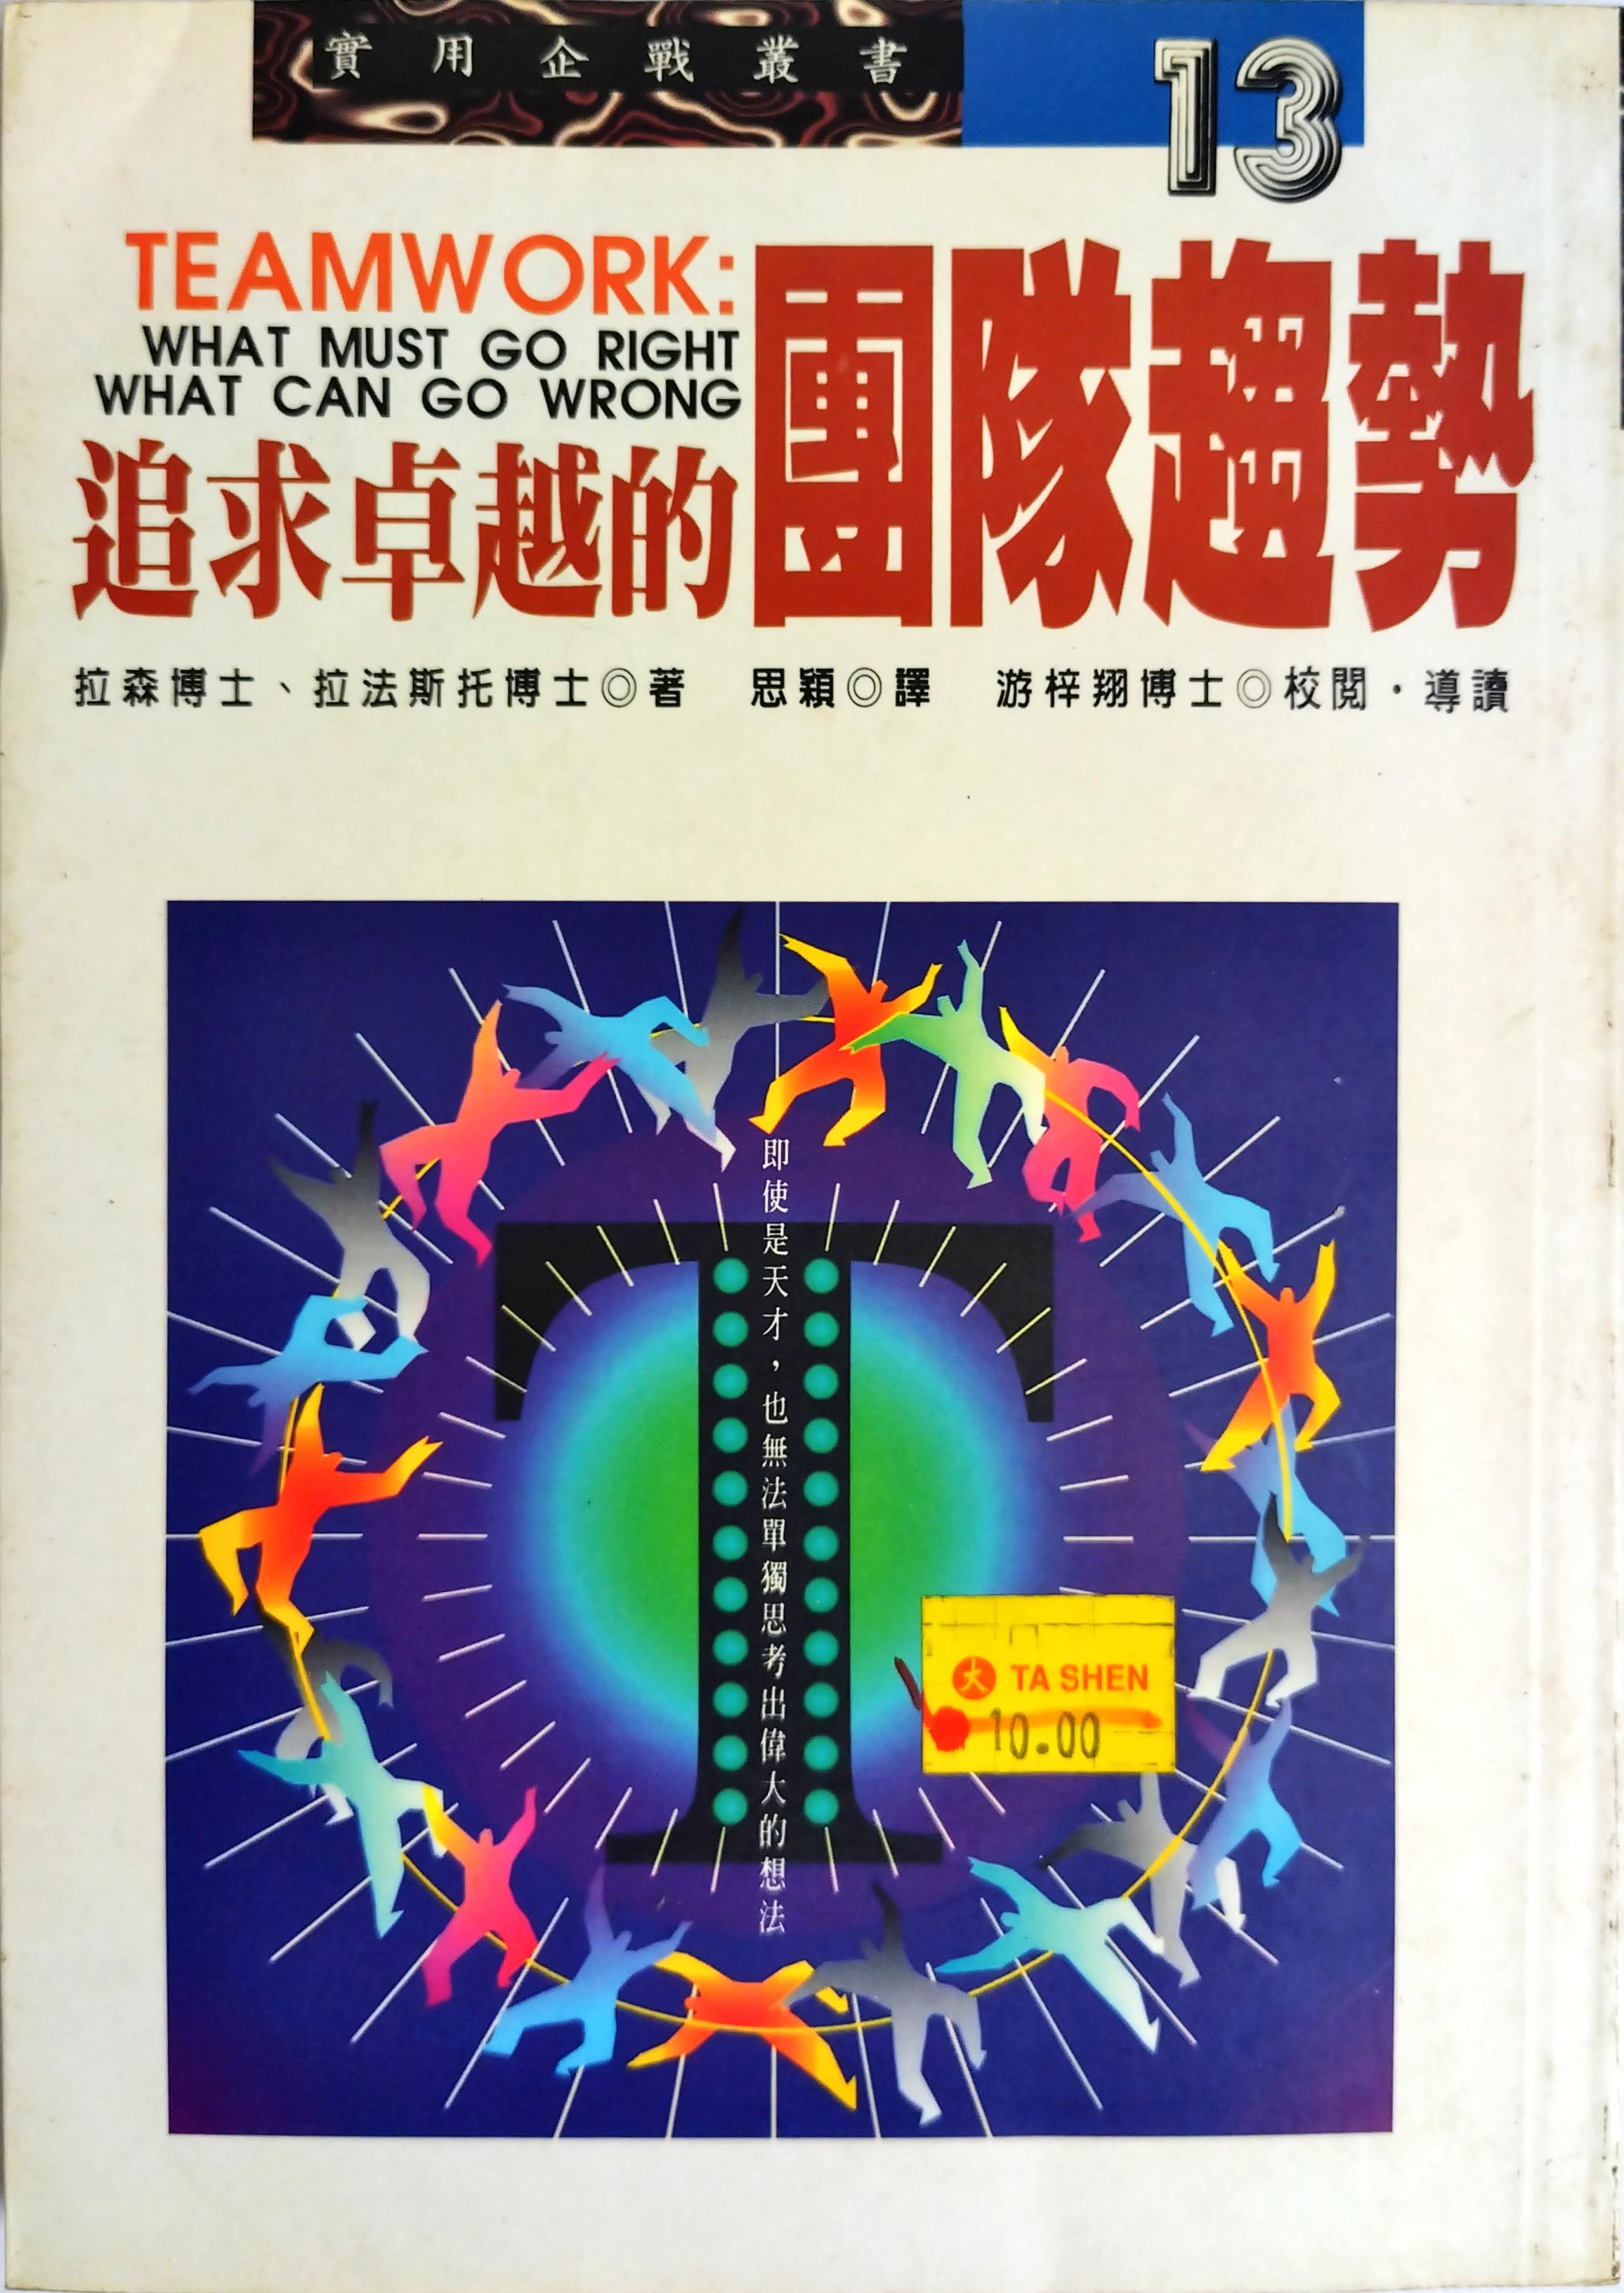 實用企戰叢書
13
TEAMWORK:
WHAT MUST GO RIGHT
WHAT CAN GO WRONG
追求卓越的團隊趨勢
拉森博士、拉法斯托博士◎著 思穎◎譯 游梓翔博士◎校閱·導讀
即使是天才，也無法單獨思考出偉大的想法
大 TA SHEN
10.00